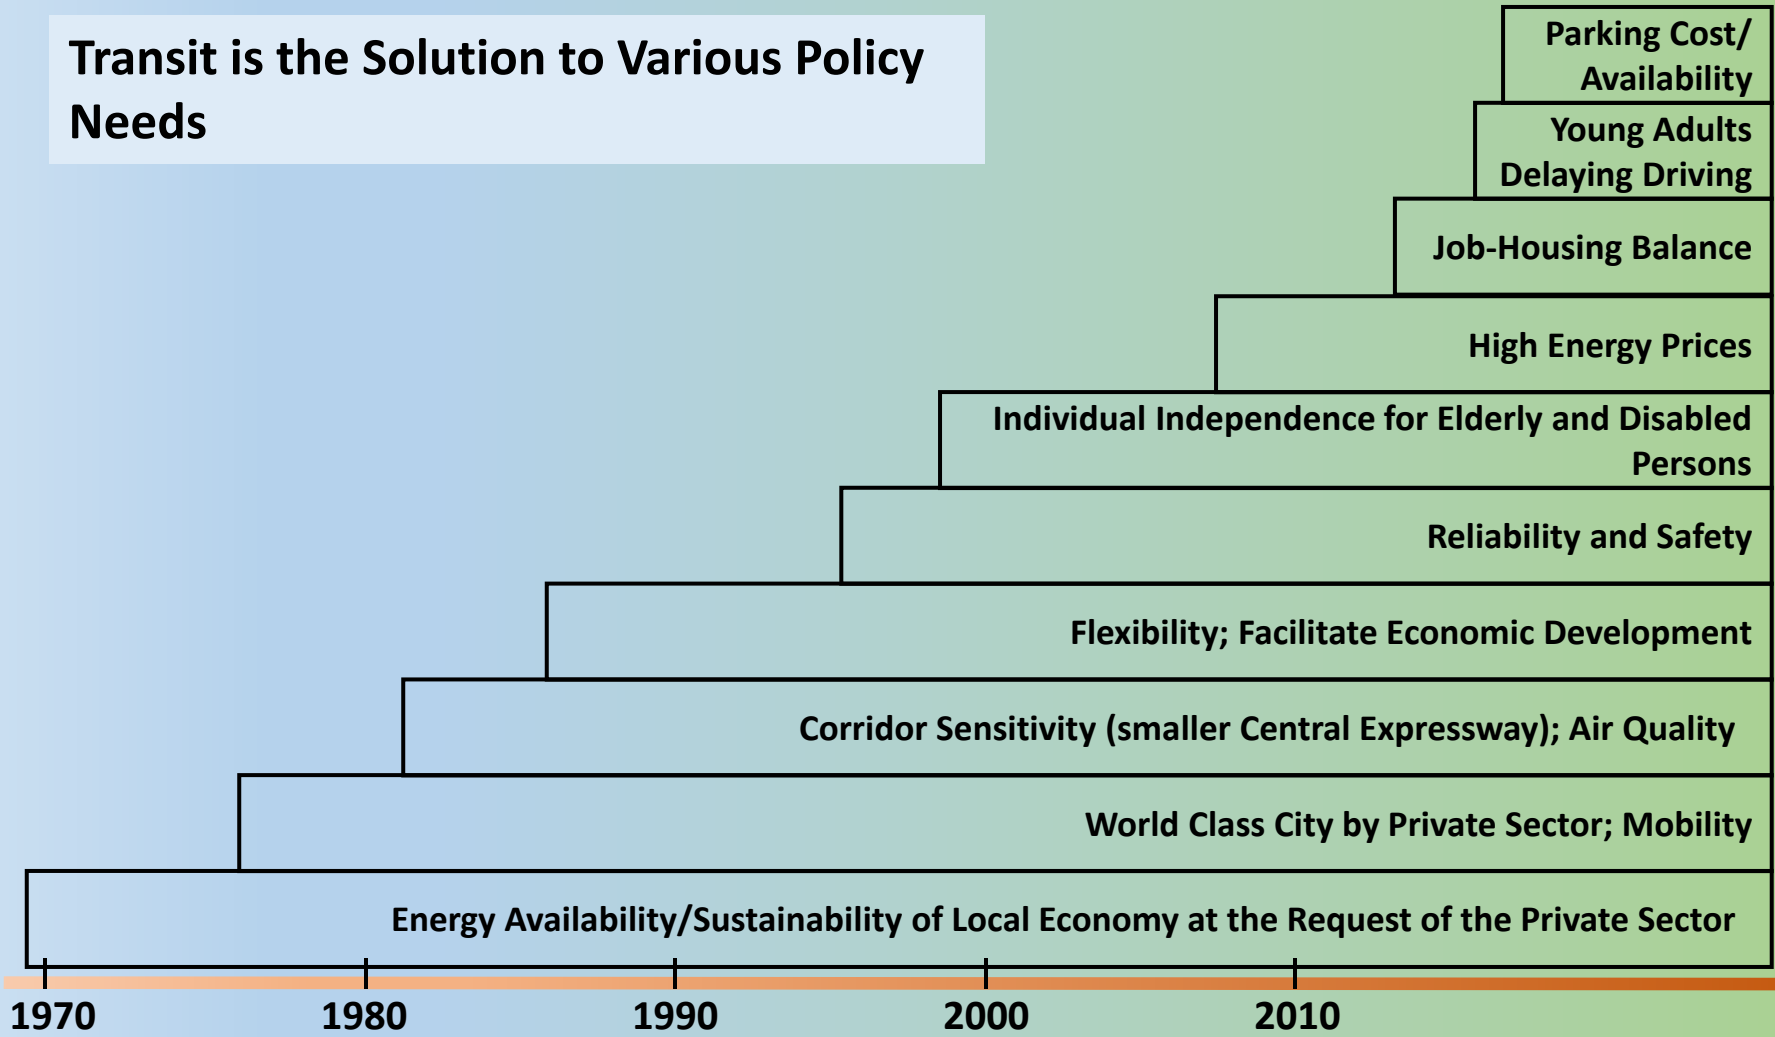 Transit is the Solution to Various Policy
Needs
Parking Cost/
Availability
Young Adults
Delaying Driving
Job-Housing Balance
High Energy Prices
Individual Independence for Elderly and Disabled
Persons
Reliability and Safety
Flexibility; Facilitate Economic Development
Corridor Sensitivity (smaller Central Expressway); Air Quality
World Class City by Private Sector; Mobility
Energy Availability/Sustainability of Local Economy at the Request of the Private Sector
1970 1980 1990 2000 2010